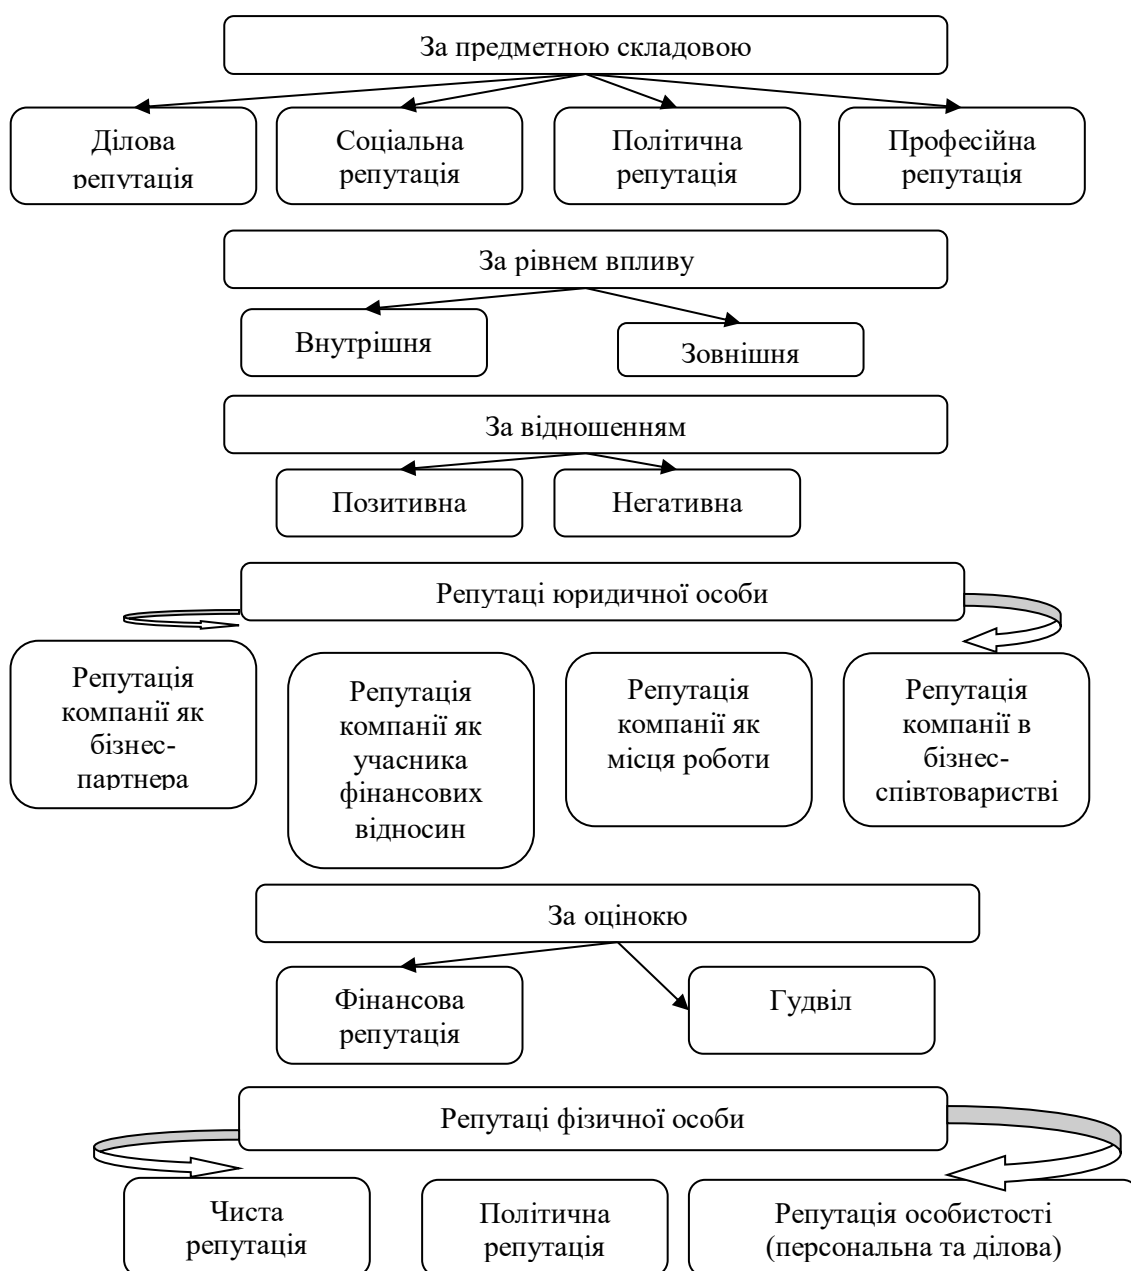 За предметною складовою
Ділова
репутація
Соціальна
репутація
Політична
репутація
Професійна
репутація
За рівнем впливу
Внутрішня
Зовнішня
За відношенням
Позитивна
Негативна
Репутаці юридичної особи
Репутація
компанії як
бізнес-
партнера
Репутація
компанії як
учасника
фінансових
відносин
Репутація
компанії як
місця роботи
Репутація
компанії в
бізнес-
співтоваристві
За оцінокю
Фінансова
репутація
Гудвіл
Репутаці фізичної особи
Чиста
репутація
Політична
репутація
Репутація особистості
(персональна та ділова)